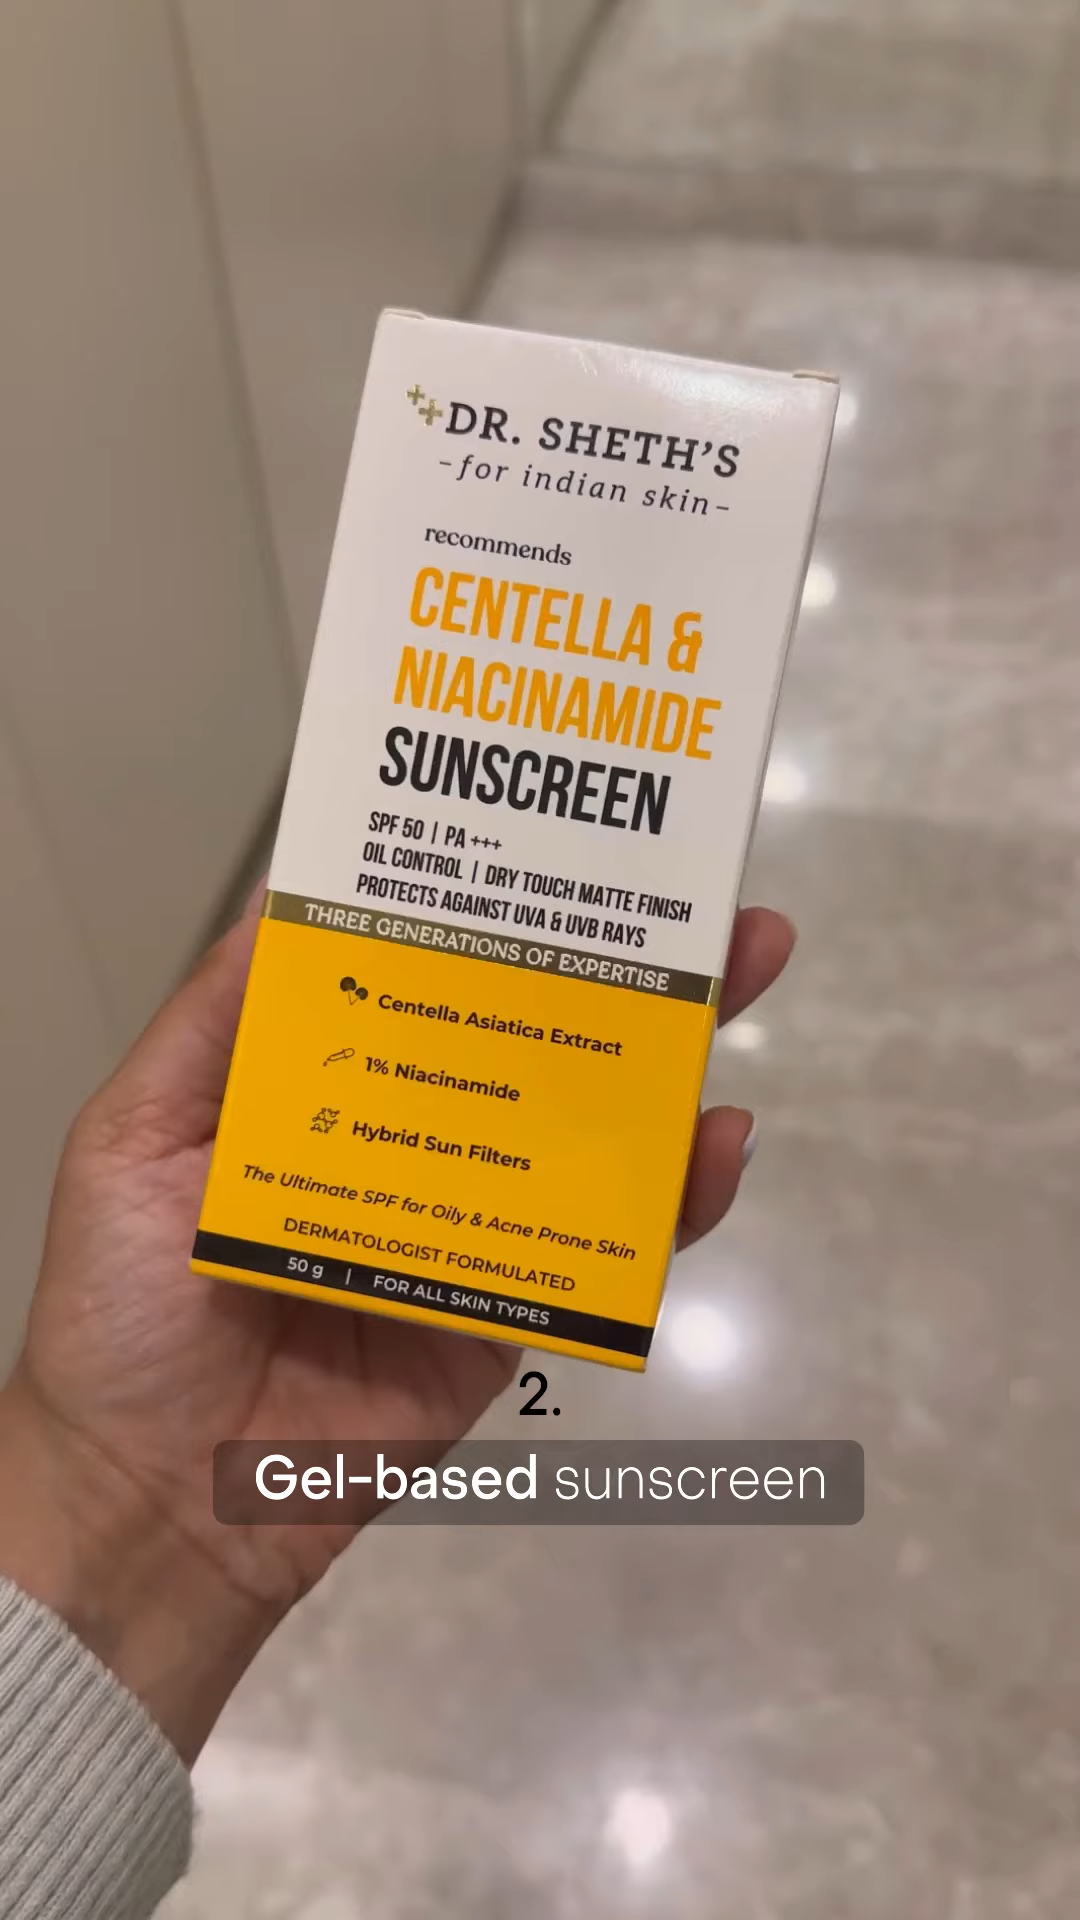 DR. SHETH'S
-for indian skin-
recommends
CENTELLA &
NIACINAMIDE
SUNSCREEN
SPF 50 | PA +++
OIL CONTROL | DRY TOUCH MATTE FINISH
PROTECTS AGAINST UVA & UVB RAYS
THREE GENERATIONS OF EXPERTISE
Centella Asiatica Extract
1% Niacinamide
Hybrid Sun Filters
The Ultimate SPF for Oily & Acne Prone Skin
DERMATOLOGIST FORMULATED
50 g | FOR ALL SKIN TYPES
2.
Gel-based sunscreen